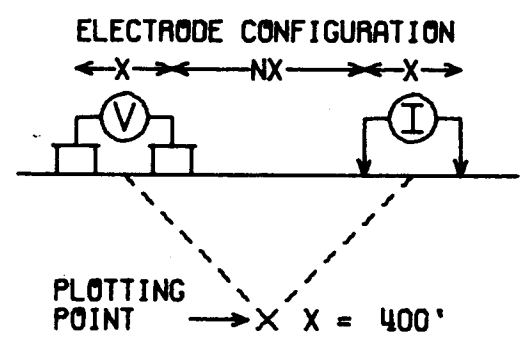 ELECTRODE CONFIGURATION
X NX X
V I
PLOTTING
POINT X X = 400'